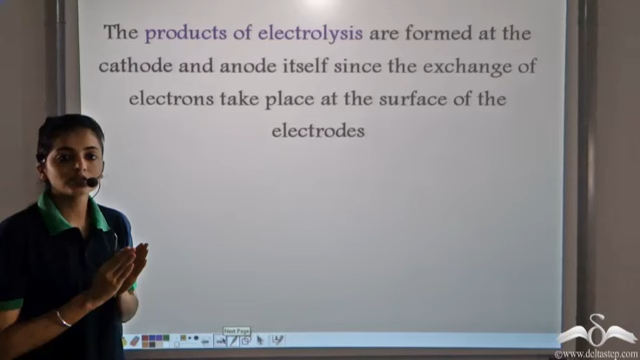 The products of electrolysis are formed at the
cathode and anode itself since the exchange of
electrons take place at the surface of the
electrodes
Next Page
©www.deltastep.com